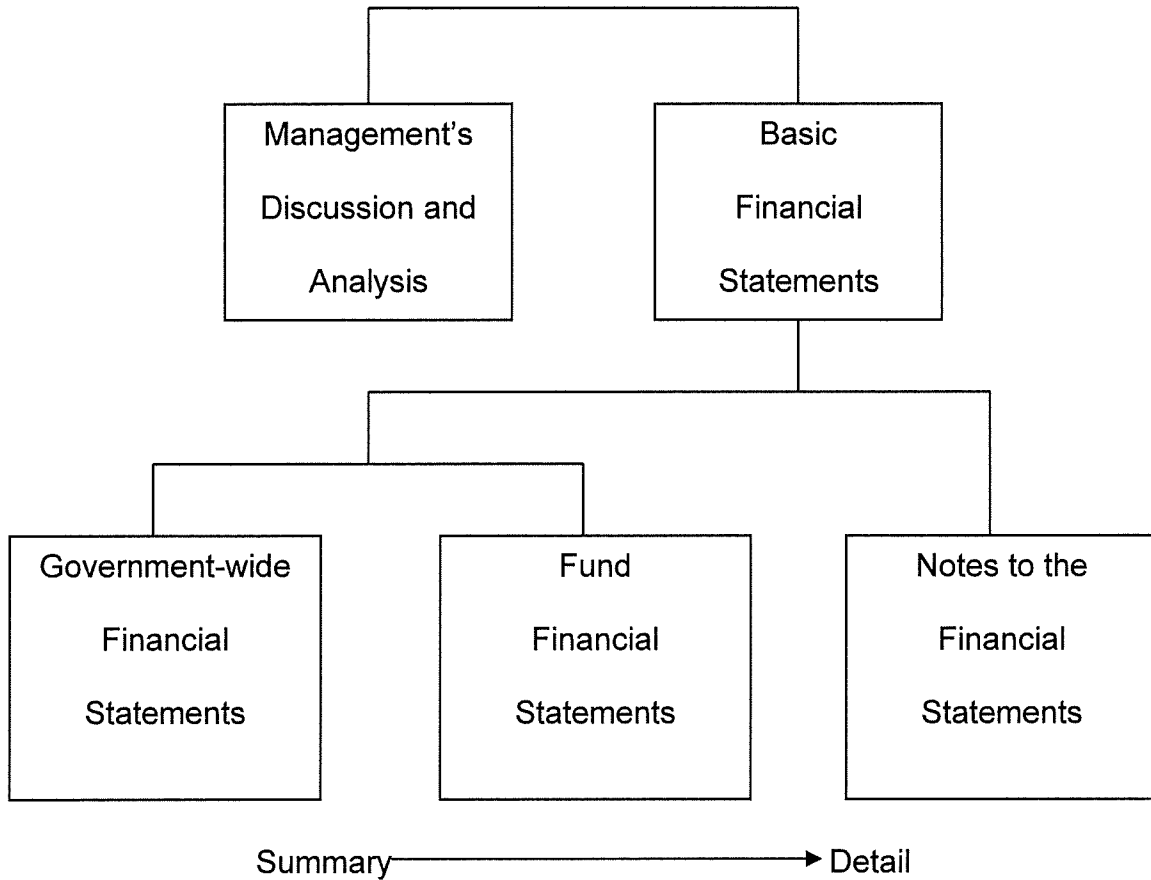 Management's
Discussion and
Analysis
Basic
Financial
Statements
Government-wide
Financial
Statements
Fund
Financial
Statements
Notes to the
Financial
Statements
Summary
Detail